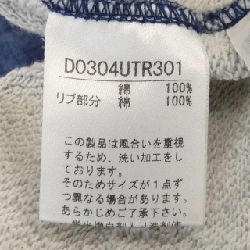 D0304UTR301
綿 100%
リブ部分 綿 100%
この製品は風合いを重視
するため、洗い加工をし
ております。
そのためサイズが1点ず
つ異なる場合があります。
あらかじめご了承下さい。